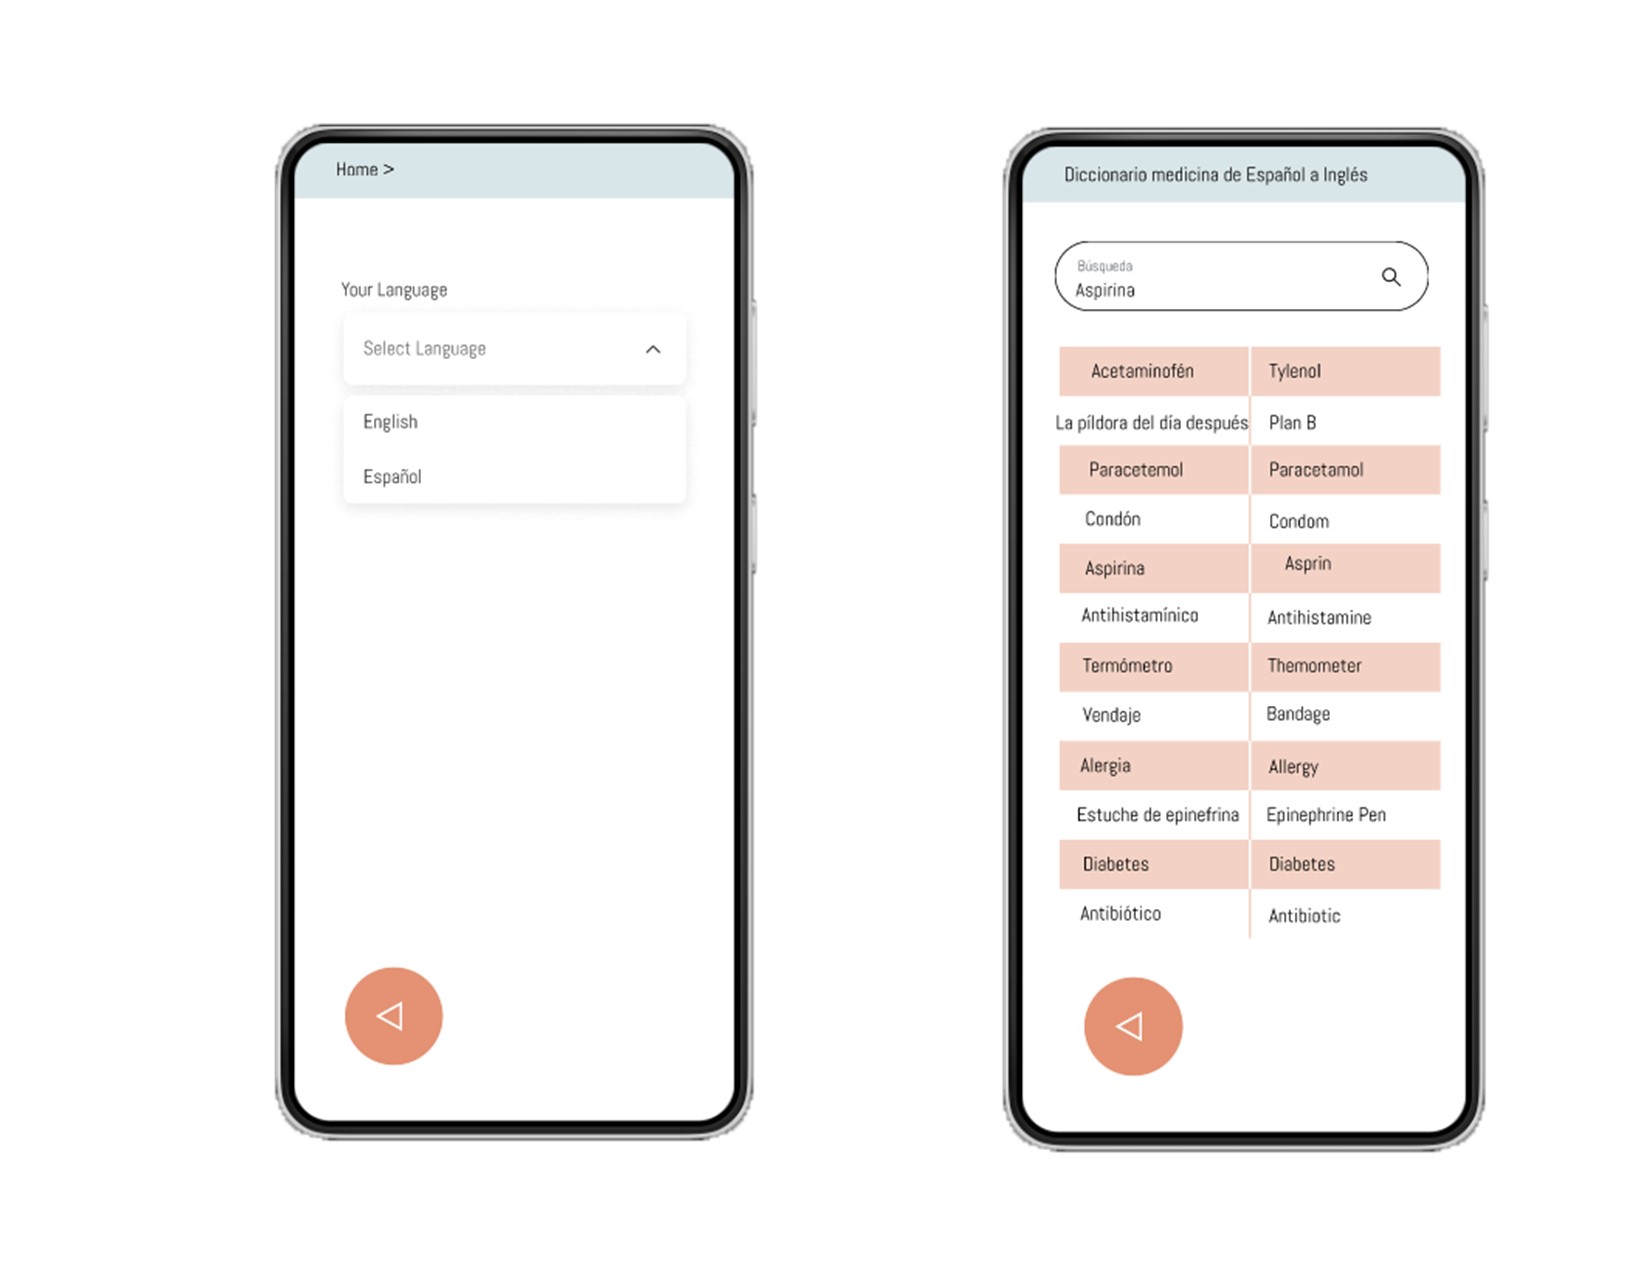 Home >
Your Language
Select Language
English
Español
Diccionario medicina de Español a Inglés
Búsqueda
Aspirina
Acetaminofén Tylenol
La píldora del día después Plan B
Paracetemol Paracetamol
Condón Condom
Aspirina Asprin
Antihistamínico Antihistamine
Termómetro Themometer
Vendaje Bandage
Alergia Allergy
Estuche de epinefrina Epinephrine Pen
Diabetes Diabetes
Antibiótico Antibiotic